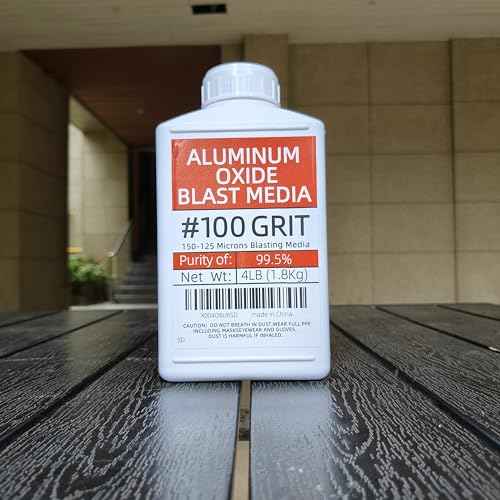 ALUMINUM
OXIDE
BLAST MEDIA
#100 GRIT
150-125 Microns Blasting Media
Purity of: 99.5%
Net Wt: 4LB (1.8Kg)
made in China
CAUTION: DO NOT BREATH IN DUST.WEAR FULL PPE
INCLUDING MASK,EYEWEAR AND GLOVES.
DUST IS HARMFUL IF INHALED.